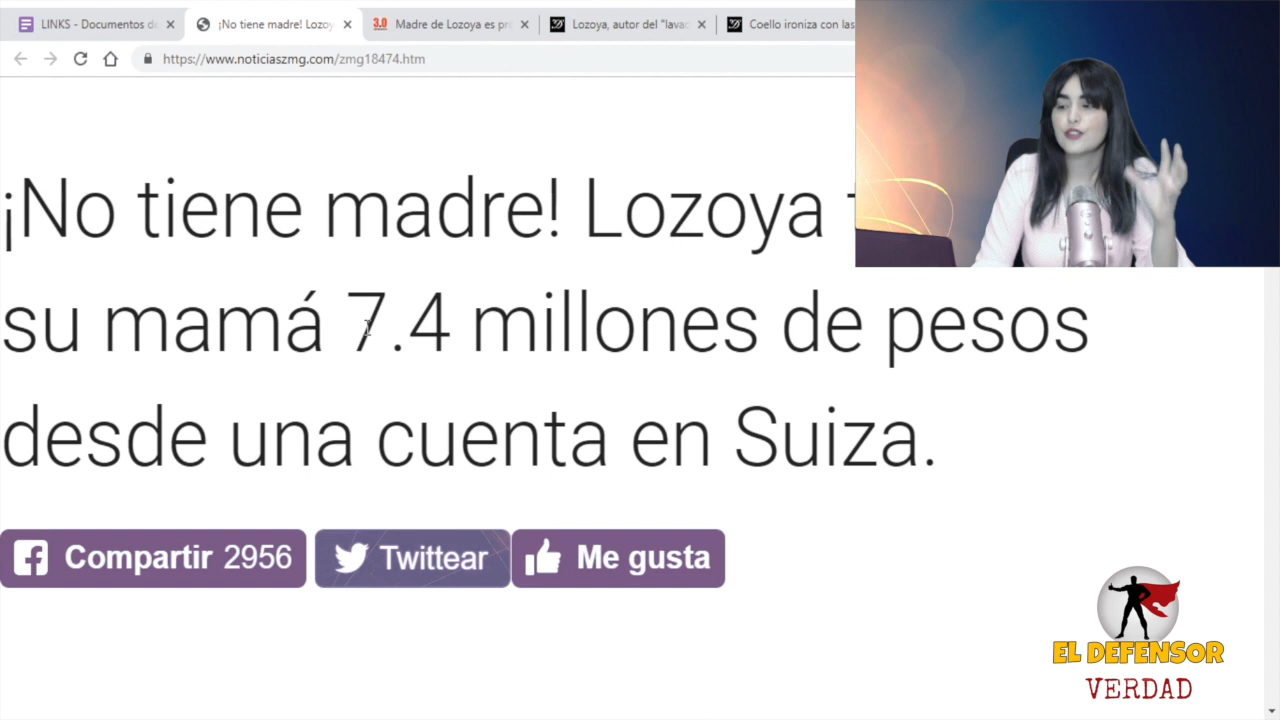 LINKS - Documentos de
¡No tiene madre! Lozoy
Madre de Lozoya es pr
Lozoya, autor del "lava
Coello ironiza con las
https://www.noticiaszmg.com/zmg18474.htm
¡No tiene madre! Lozoya
su mamá 7.4 millones de pesos
desde una cuenta en Suiza.
Compartir 2956
Twittear
Me gusta
EL DEFENSOR
VERDAD